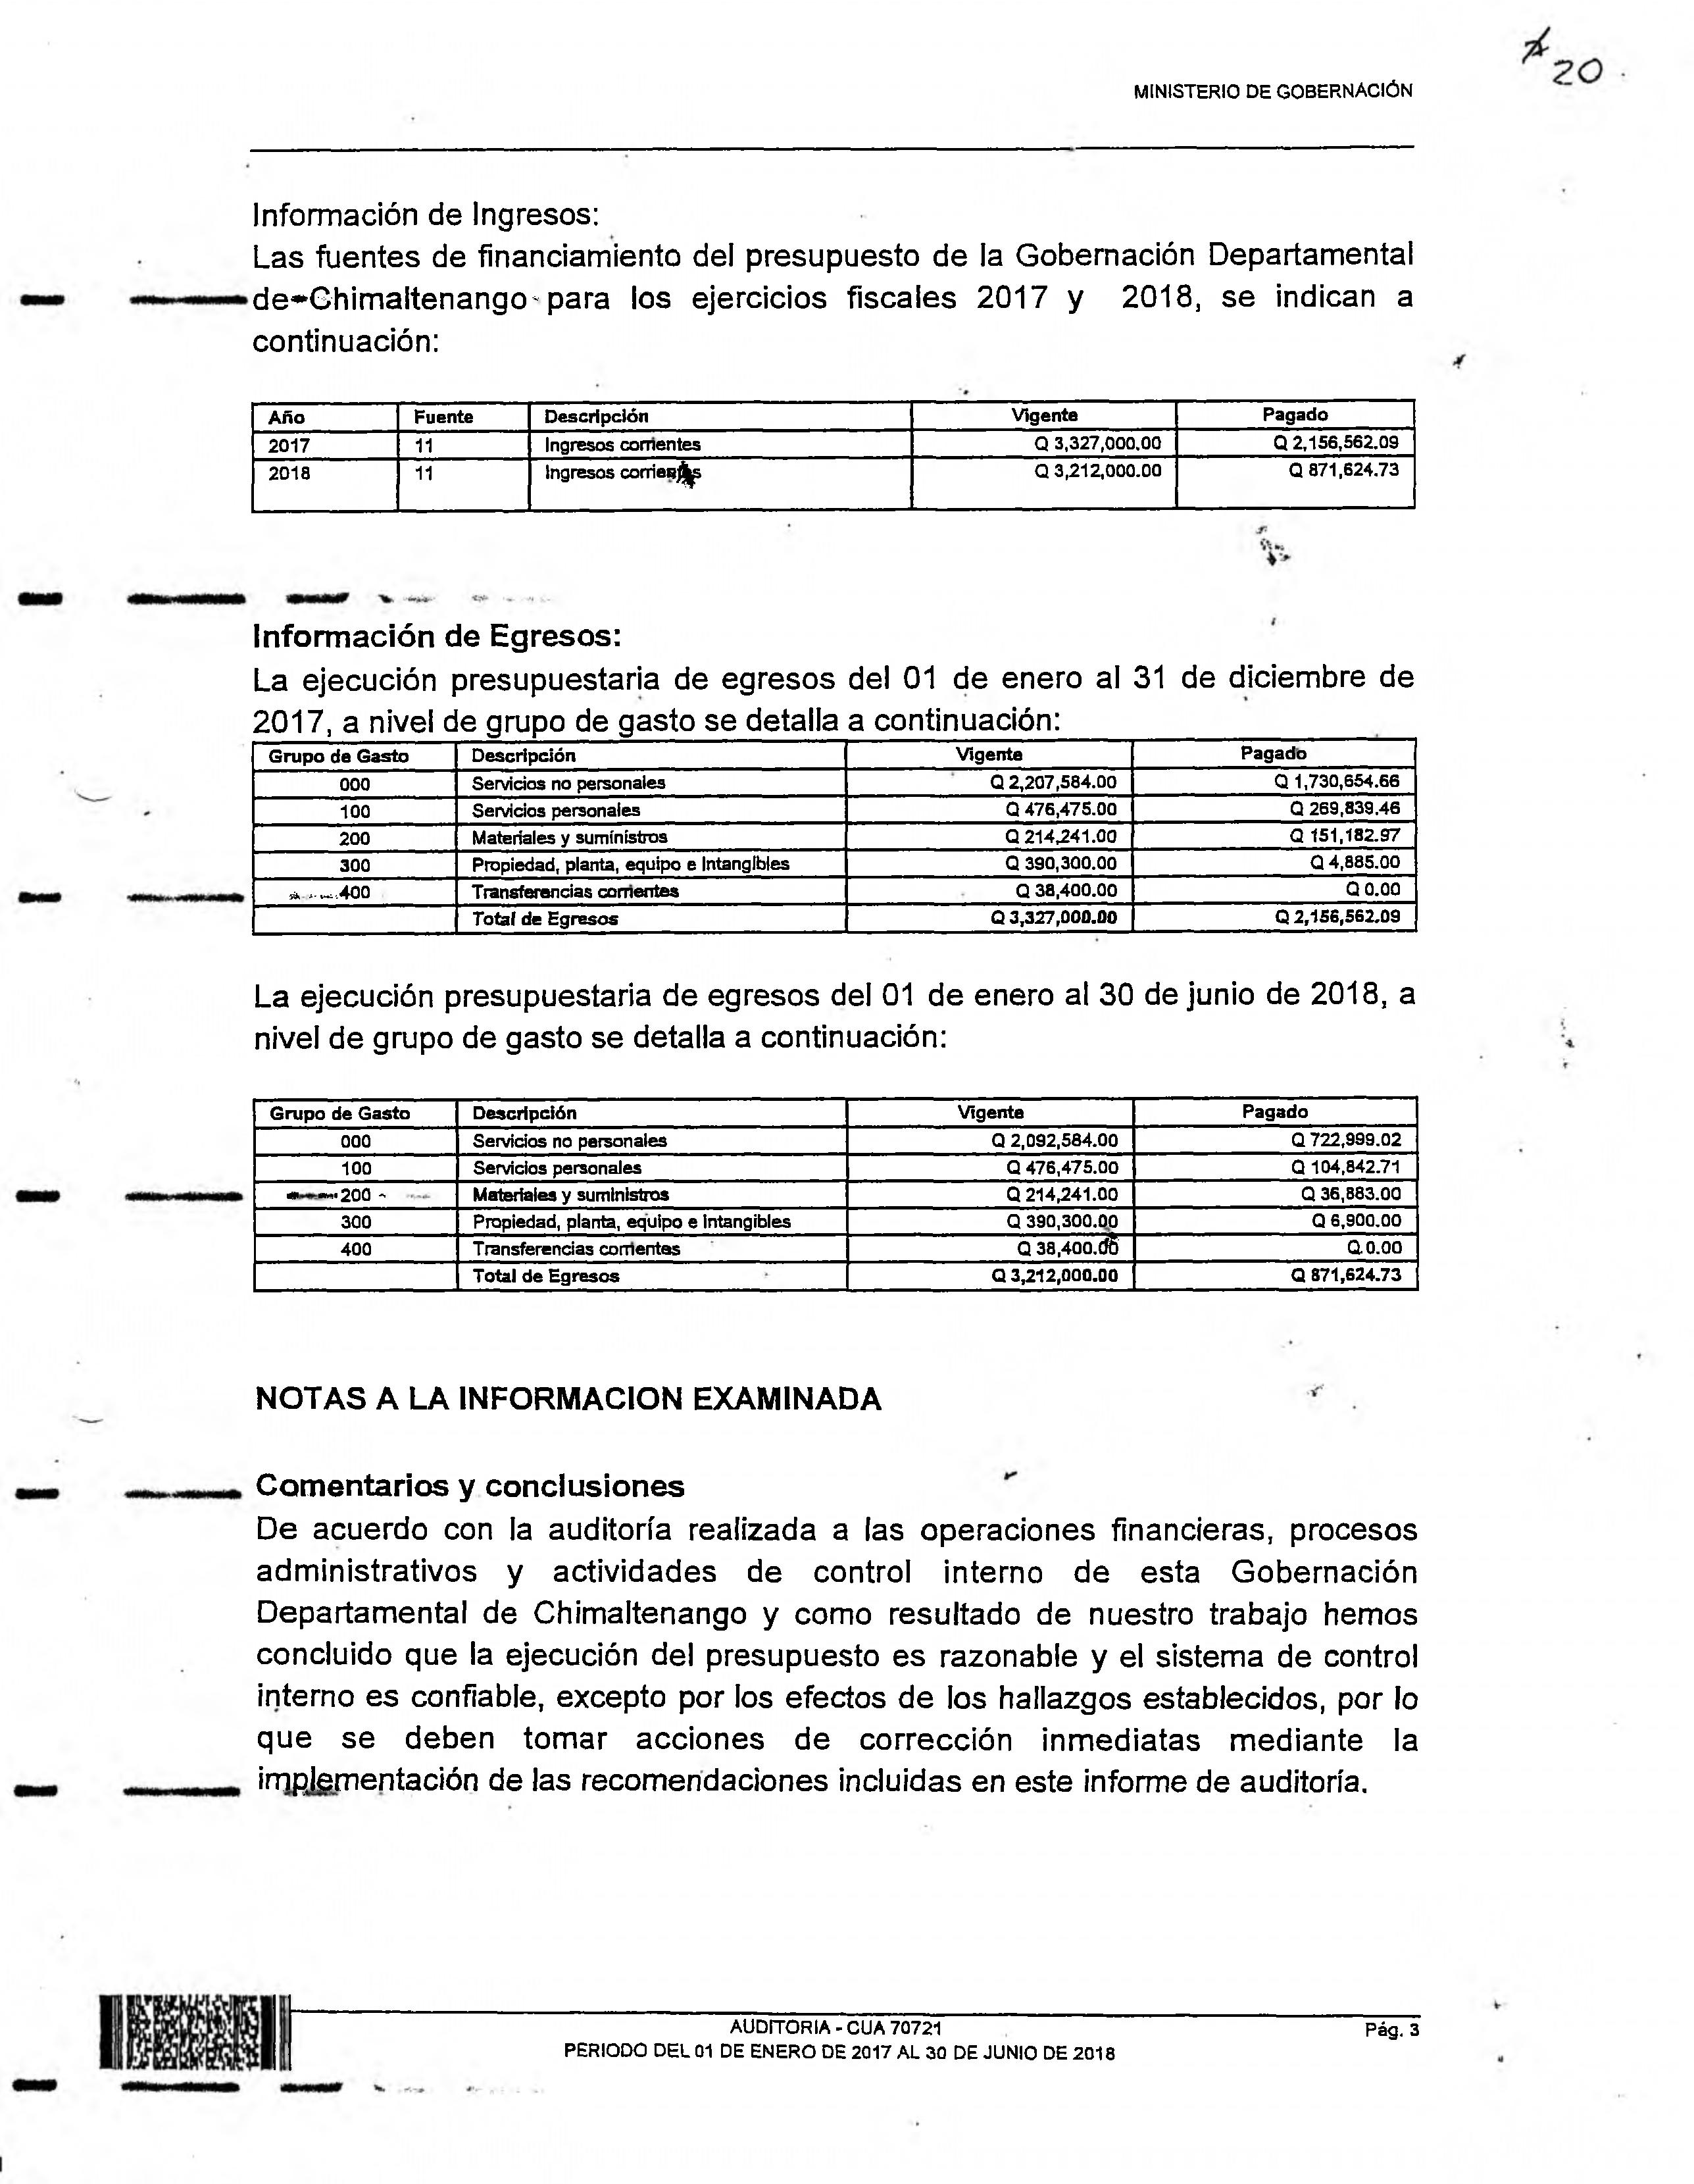 20
MINISTERIO DE GOBERNACIÓN
Información de Ingresos:
Las fuentes de financiamiento del presupuesto de la Gobernación Departamental
de Chimaltenango para los ejercicios fiscales 2017 y 2018, se indican a
continuación:
Año Fuente Descripción Vigente Pagado
2017 11 Ingresos corrientes Q 3,327,000.00 Q 2,156,562.09
2018 11 Ingresos corrientes Q 3,212,000.00 Q 871,624.73
Información de Egresos:
La ejecución presupuestaria de egresos del 01 de enero al 31 de diciembre de
2017, a nivel de grupo de gasto se detalla a continuación:
Grupo de Gasto Descripción Vigente Pagado
000 Servicios no personales Q 2,207,584.00 Q 1,730,654.66
100 Servicios personales Q 476,475.00 Q 269,839.46
200 Materiales y suministros Q 214,241.00 Q 151,182.97
300 Propiedad, planta, equipo e Intangibles Q 390,300.00 Q 4,885.00
400 Transferencias corrientes Q 38,400.00 Q 0.00
Total de Egresos Q 3,327,000.00 Q 2,156,562.09
La ejecución presupuestaria de egresos del 01 de enero al 30 de junio de 2018, a
nivel de grupo de gasto se detalla a continuación:
Grupo de Gasto Descripción Vigente Pagado
000 Servicios no personales Q 2,092,584.00 Q 722,999.02
100 Servicios personales Q 476,475.00 Q 104,842.71
200 Materiales y suministros Q 214,241.00 Q 36,883.00
300 Propiedad, planta, equipo e Intangibles Q 390,300.00 Q 6,900.00
400 Transferencias corrientes Q 38,400.00 Q 0.00
Total de Egresos Q 3,212,000.00 Q 871,624.73
NOTAS A LA INFORMACION EXAMINADA
Comentarios y conclusiones
De acuerdo con la auditoría realizada a las operaciones financieras, procesos
administrativos y actividades de control interno de esta Gobernación
Departamental de Chimaltenango y como resultado de nuestro trabajo hemos
concluido que la ejecución del presupuesto es razonable y el sistema de control
interno es confiable, excepto por los efectos de los hallazgos establecidos, por lo
que se deben tomar acciones de corrección inmediatas mediante la
implementación de las recomendaciones incluidas en este informe de auditoría.
AUDITORIA - CUA 70721 Pág. 3
PERIODO DEL 01 DE ENERO DE 2017 AL 30 DE JUNIO DE 2018